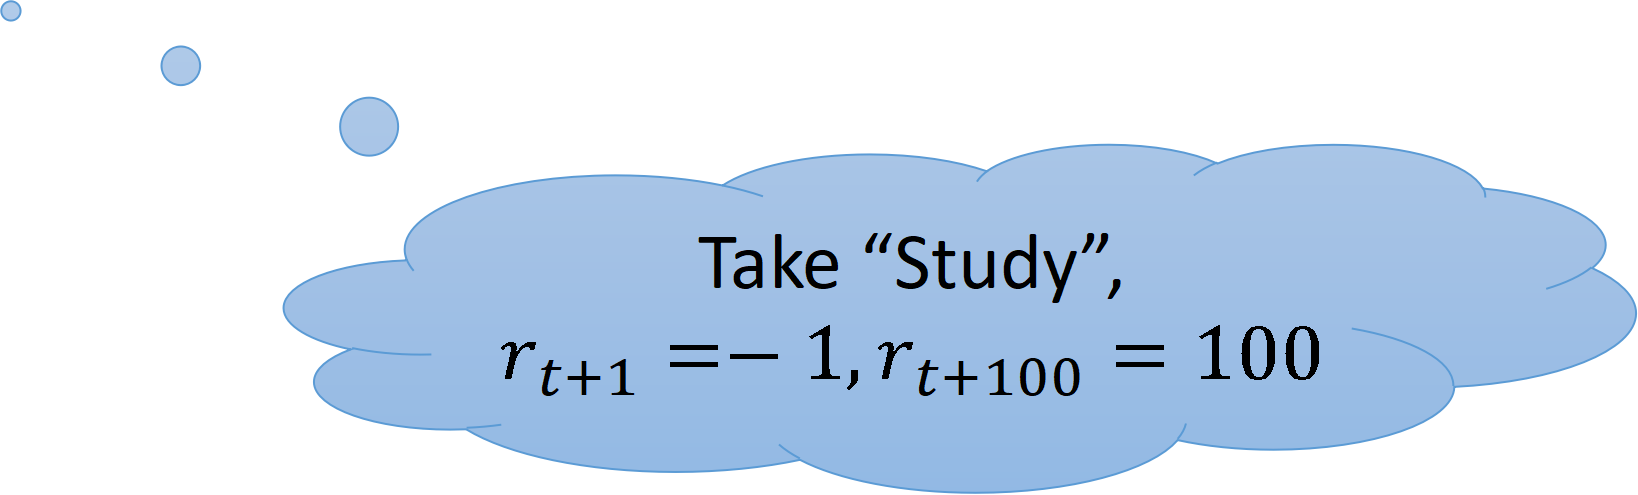 Take “Study”,
r_{t+1} =− 1, r_{t+100} = 100